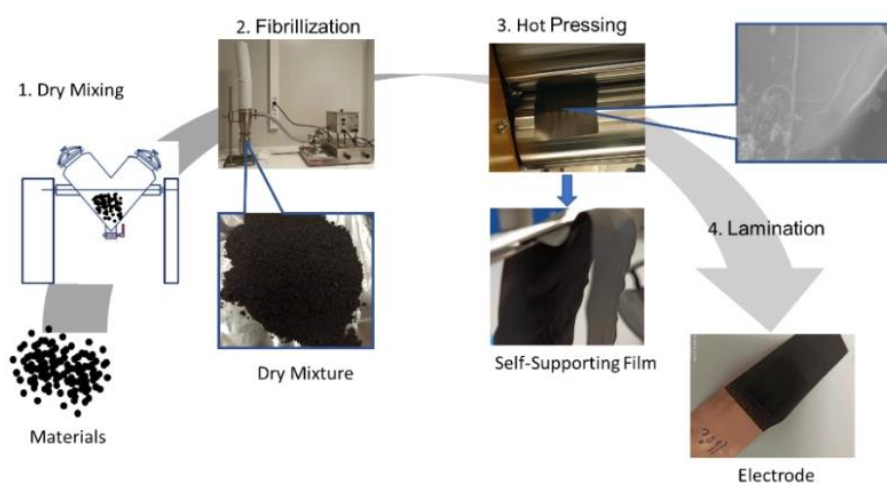 1. Dry Mixing
2. Fibrillization
3. Hot Pressing
4. Lamination
Materials
Dry Mixture
Self-Supporting Film
Electrode